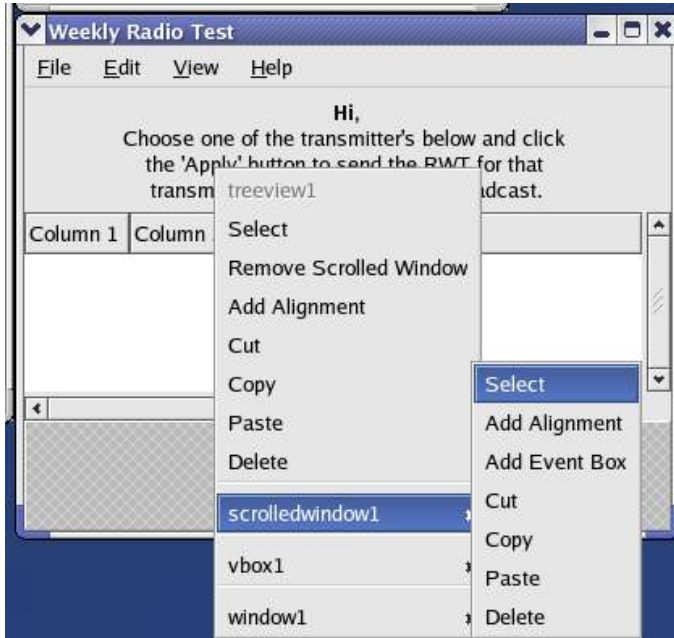 Weekly Radio Test
File Edit View Help
Hi,
Choose one of the transmitter's below and click
the 'Apply' button to send the RWT for that
transm dcast.
treeview1
Column 1 Column
Select
Remove Scrolled Window
Add Alignment
Cut
Copy
Paste
Delete
scrolledwindow1
vbox1
window1
Select
Add Alignment
Add Event Box
Cut
Copy
Paste
Delete